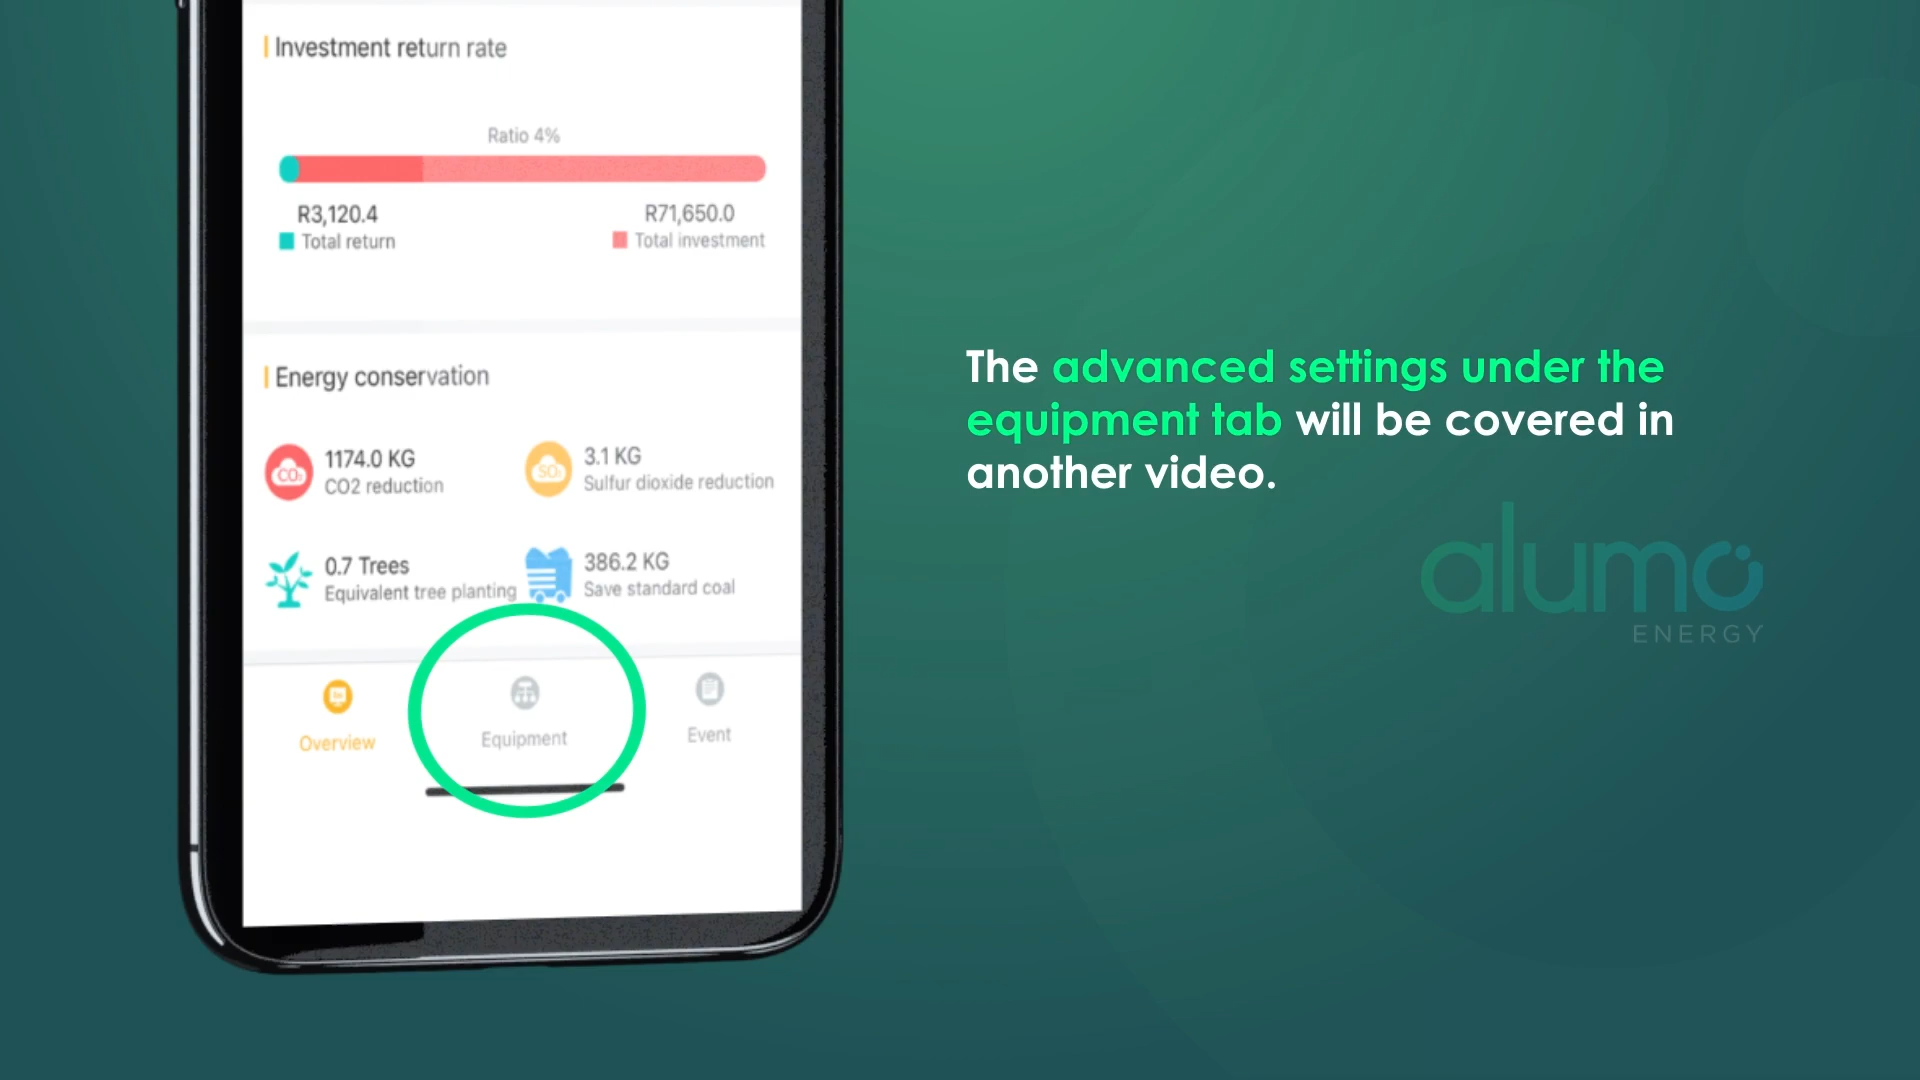 Investment return rate
Ratio 4%
R3,120.4
Total return
R71,650.0
Total investment
Energy conservation
CO2
1174.0 KG
CO2 reduction
SO2
3.1 KG
Sulfur dioxide reduction
0.7 Trees
Equivalent tree planting
386.2 KG
Save standard coal
Overview
Equipment
Event
The advanced settings under the
equipment tab will be covered in
another video.
alumo
ENERGY